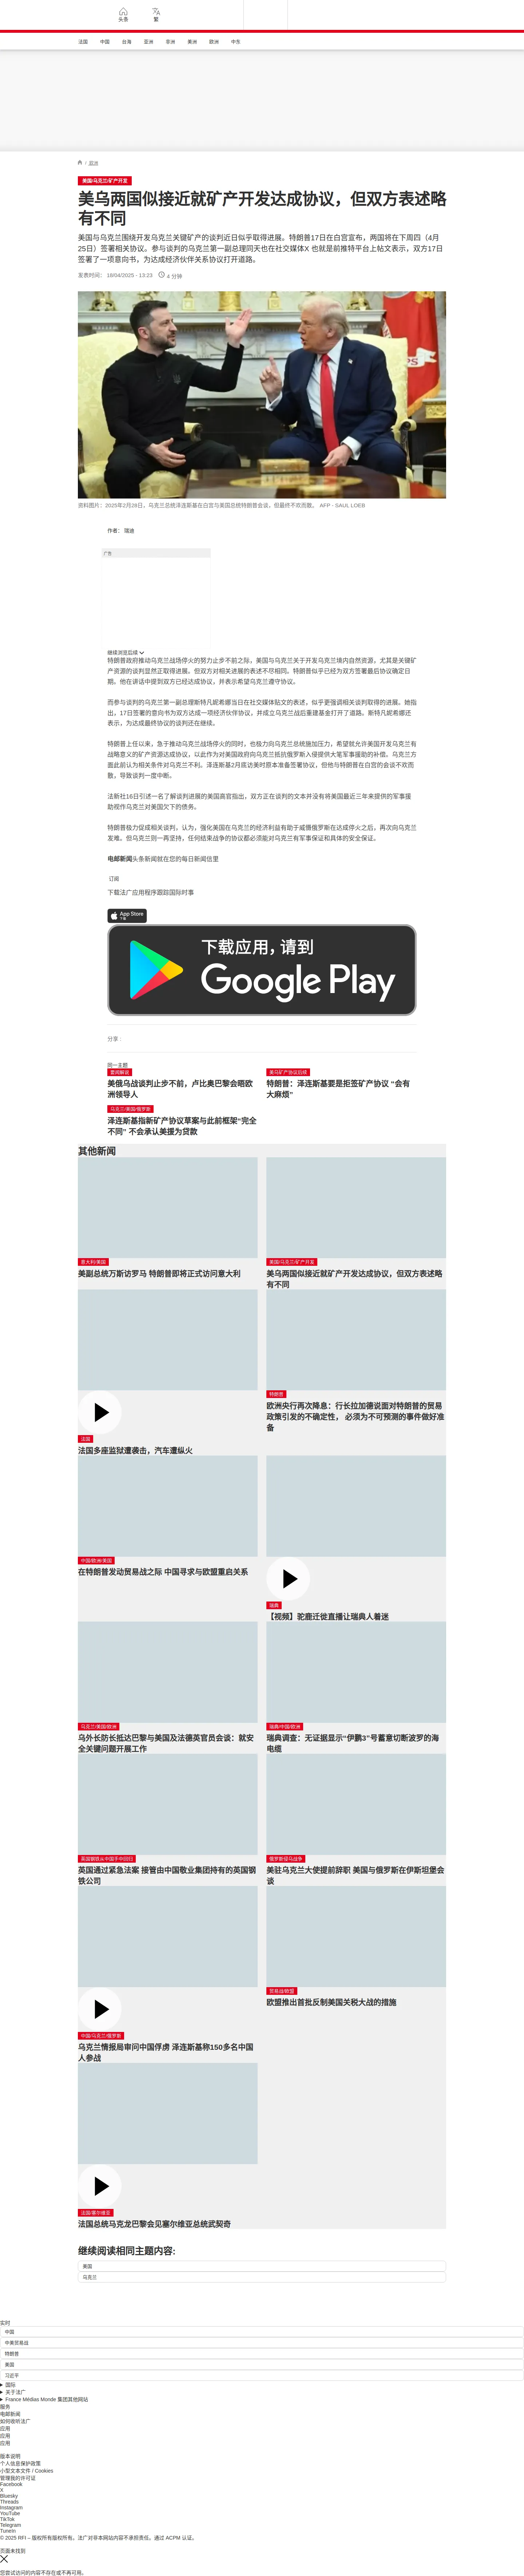 头条
繁
法国
中国
台海
亚洲
非洲
美洲
欧洲
中东
/ 欧洲
美国/乌克兰/矿产开发
美乌两国似接近就矿产开发达成协议，但双方表述略有不同
美国与乌克兰围绕开发乌克兰关键矿产的谈判近日似乎取得进展。特朗普17日在白宫宣布，两国将在下周四（4月25日）签署相关协议。参与谈判的乌克兰第一副总理同天也在社交媒体X 也就是前推特平台上帖文表示，双方17日签署了一项意向书，为达成经济伙伴关系协议打开道路。
发表时间： 18/04/2025 - 13:23
4 分钟
资料图片：2025年2月28日，乌克兰总统泽连斯基在白宫与美国总统特朗普会谈，但最终不欢而散。 AFP - SAUL LOEB
作者： 瑞迪
广告
继续浏览后续
特朗普政府推动乌克兰战场停火的努力止步不前之际，美国与乌克兰关于开发乌克兰境内自然资源，尤其是关键矿产资源的谈判显然正取得进展。但双方对相关进展的表述不尽相同。特朗普似乎已经为双方签署最后协议确定日期。他在讲话中提到双方已经达成协议，并表示希望乌克兰遵守协议。
而参与谈判的乌克兰第一副总理斯特凡妮希娜当日在社交媒体贴文的表述，似乎更强调相关谈判取得的进展。她指出，17日签署的意向书为双方达成一项经济伙伴协议，并成立乌克兰战后重建基金打开了道路。斯特凡妮希娜还表示，为达成最终协议的谈判还在继续。
特朗普上任以来，急于推动乌克兰战场停火的同时，也极力向乌克兰总统施加压力，希望就允许美国开发乌克兰有战略意义的矿产资源达成协议，以此作为对美国政府向乌克兰抵抗俄罗斯入侵提供大笔军事援助的补偿。乌克兰方面此前认为相关条件对乌克兰不利。泽连斯基2月底访美时原本准备签署协议，但他与特朗普在白宫的会谈不欢而散，导致谈判一度中断。
法新社16日引述一名了解谈判进展的美国高官指出，双方正在谈判的文本并没有将美国最近三年来提供的军事援助视作乌克兰对美国欠下的债务。
特朗普极力促成相关谈判，认为，强化美国在乌克兰的经济利益有助于威慑俄罗斯在达成停火之后，再次向乌克兰发难。但乌克兰则一再坚持，任何结束战争的协议都必须能对乌克兰有军事保证和具体的安全保证。
电邮新闻头条新闻就在您的每日新闻信里
订阅
下载法广应用程序跟踪国际时事
App Store
下载
下载应用，请到
Google Play
分享 :
同一主题
要闻解说
美俄乌战谈判止步不前，卢比奥巴黎会晤欧洲领导人
美乌矿产协议后续
特朗普：泽连斯基要是拒签矿产协议 “会有大麻烦”
乌克兰/美国/俄罗斯
泽连斯基指新矿产协议草案与此前框架“完全不同” 不会承认美援为贷款
其他新闻
意大利/美国
美副总统万斯访罗马 特朗普即将正式访问意大利
美国/乌克兰/矿产开发
美乌两国似接近就矿产开发达成协议，但双方表述略有不同
法国
法国多座监狱遭袭击，汽车遭纵火
特朗普
欧洲央行再次降息：行长拉加德说面对特朗普的贸易政策引发的不确定性， 必须为不可预测的事件做好准备
中国/欧洲/美国
在特朗普发动贸易战之际 中国寻求与欧盟重启关系
瑞典
【视频】驼鹿迁徙直播让瑞典人着迷
乌克兰/美国/欧洲
乌外长防长抵达巴黎与美国及法德英官员会谈：就安全关键问题开展工作
瑞典/中国/欧洲
瑞典调查：无证据显示“伊鹏3”号蓄意切断波罗的海电缆
英国钢铁从中国手中回归
英国通过紧急法案 接管由中国敬业集团持有的英国钢铁公司
俄罗斯侵乌战争
美驻乌克兰大使提前辞职 美国与俄罗斯在伊斯坦堡会谈
中国/乌克兰/俄罗斯
乌克兰情报局审问中国俘虏 泽连斯基称150多名中国人参战
贸易战/欧盟
欧盟推出首批反制美国关税大战的措施
法国/塞尔维亚
法国总统马克龙巴黎会见塞尔维亚总统武契奇
继续阅读相同主题内容:
美国
乌克兰
实时
中国
中美贸易战
特朗普
美国
习近平
国际
关于法广
France Médias Monde 集团其他网站
服务
电邮新闻
如何收听法广
应用
应用
应用
版本说明
个人信息保护政策
小型文本文件 / Cookies
管理我的许可证
Facebook
X
Bluesky
Threads
Instagram
YouTube
TikTok
Telegram
TuneIn
© 2025 RFI – 版权所有版权所有。法广对非本网站内容不承担责任。通过 ACPM 认证。
页面未找到
您尝试访问的内容不存在或不再可用。